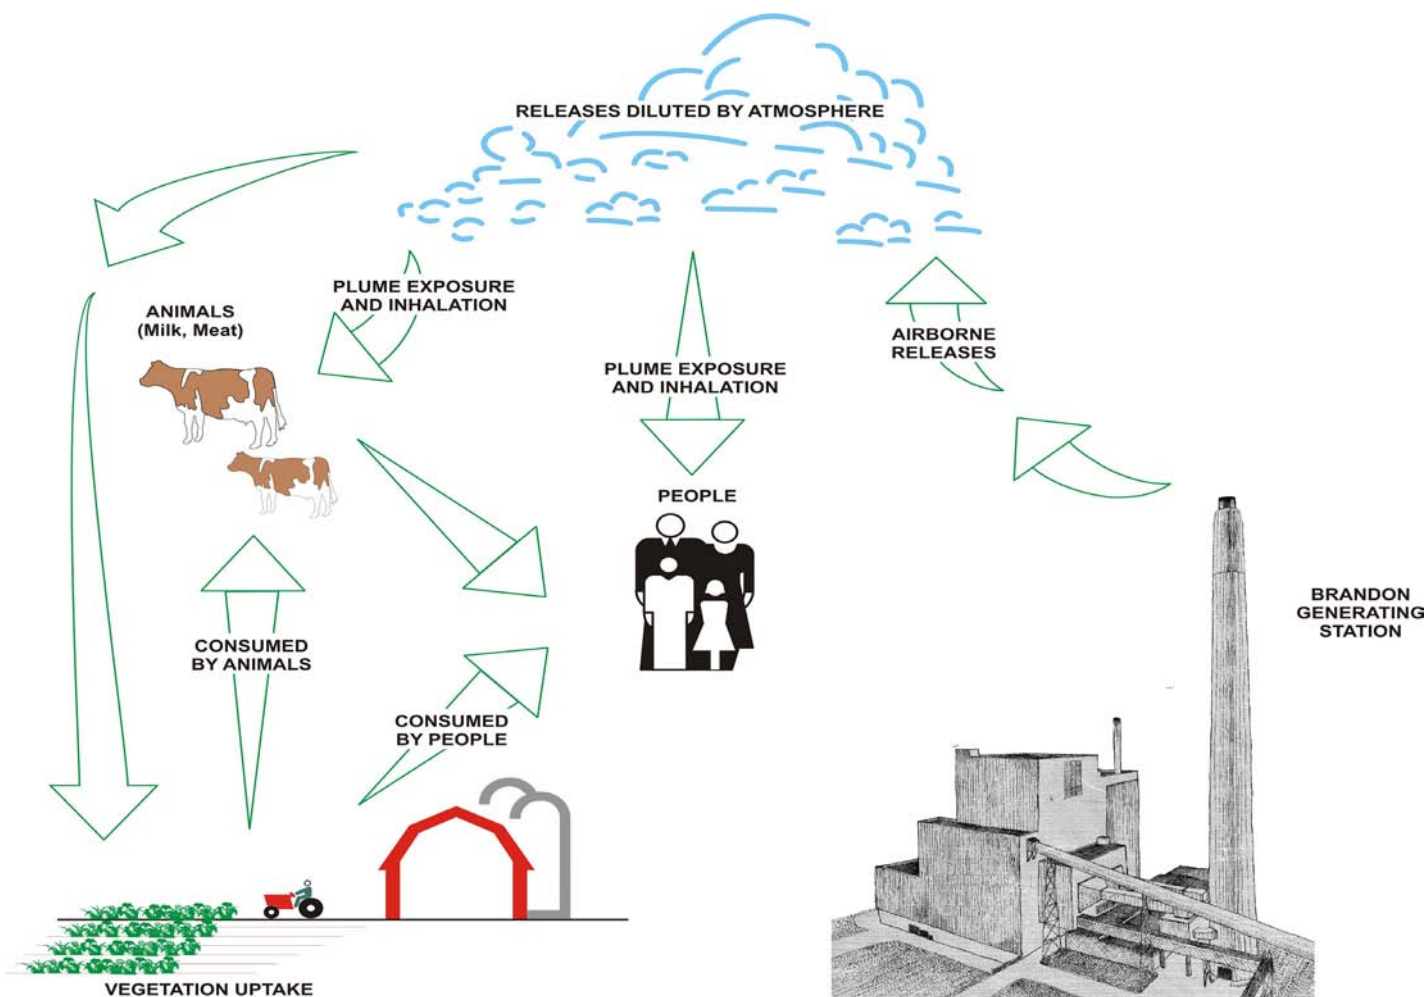 RELEASES DILUTED BY ATMOSPHERE
PLUME EXPOSURE
AND INHALATION
ANIMALS
(Milk, Meat)
AIRBORNE
RELEASES
PLUME EXPOSURE
AND INHALATION
PEOPLE
BRANDON
GENERATING
STATION
CONSUMED
BY ANIMALS
CONSUMED
BY PEOPLE
VEGETATION UPTAKE